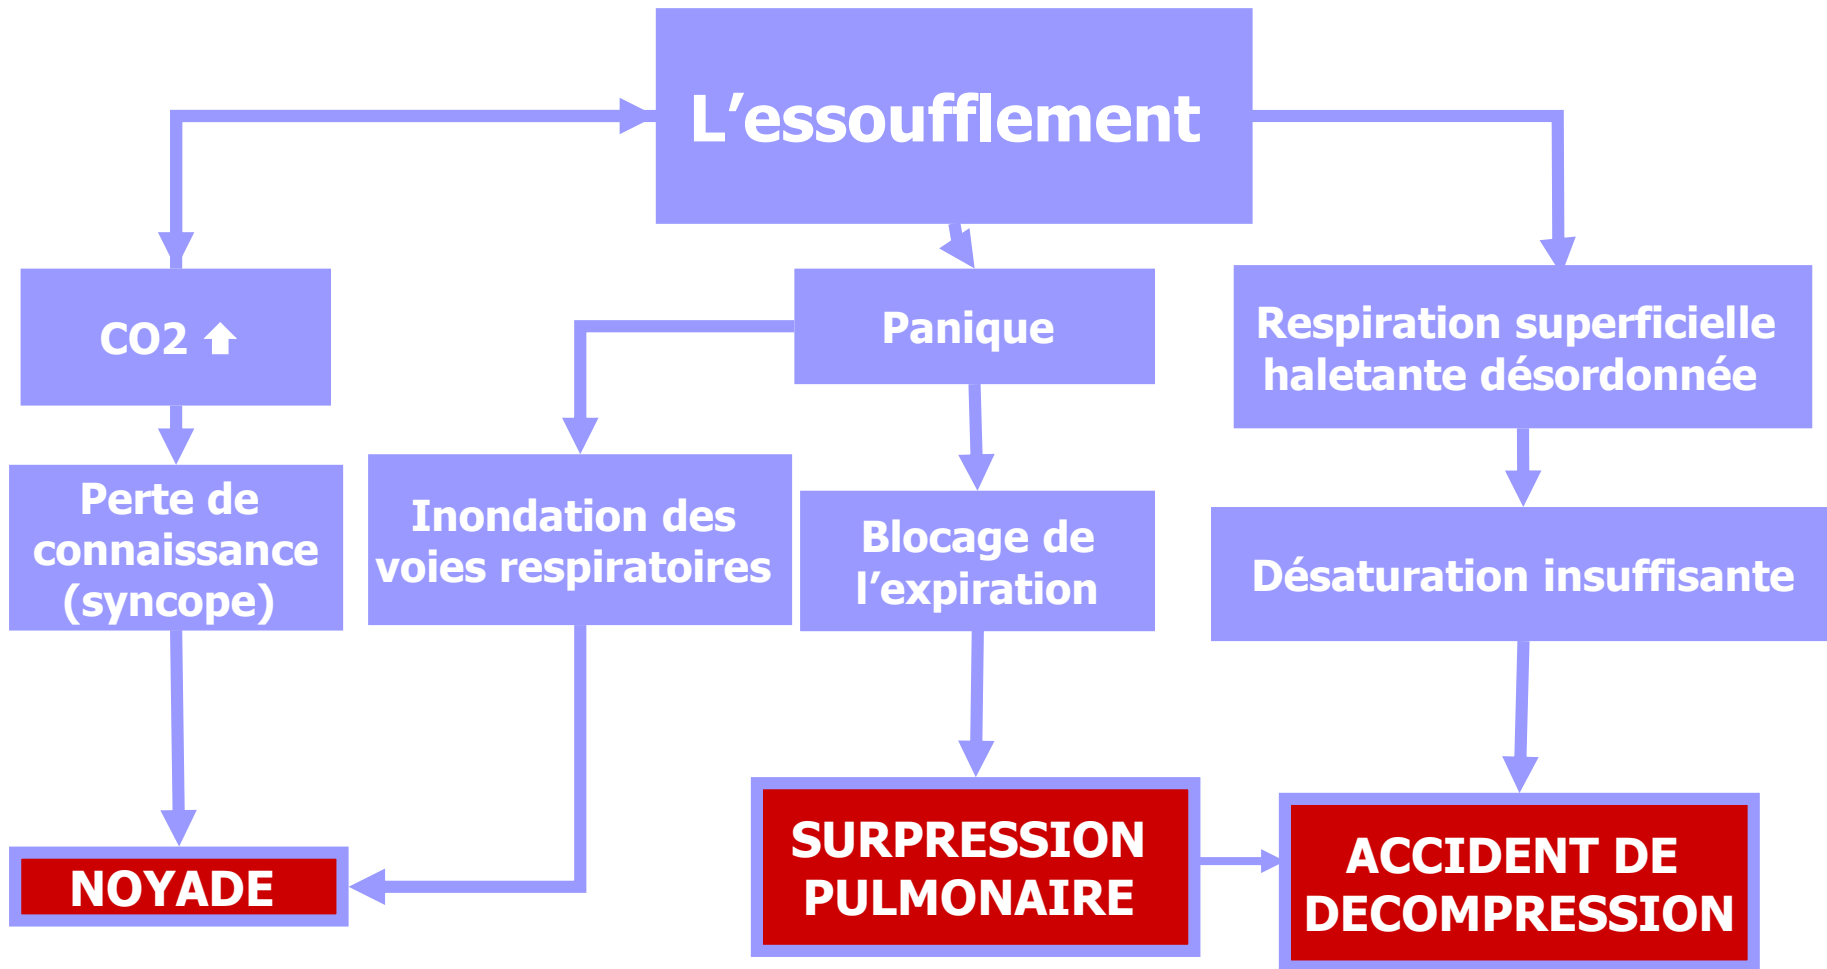 L’essoufflement
CO2
Panique
Respiration superficielle
haletante désordonnée
Perte de
connaissance
(syncope)
Inondation des
voies respiratoires
Blocage de
l’expiration
Désaturation insuffisante
NOYADE
SURPRESSION
PULMONAIRE
ACCIDENT DE
DECOMPRESSION